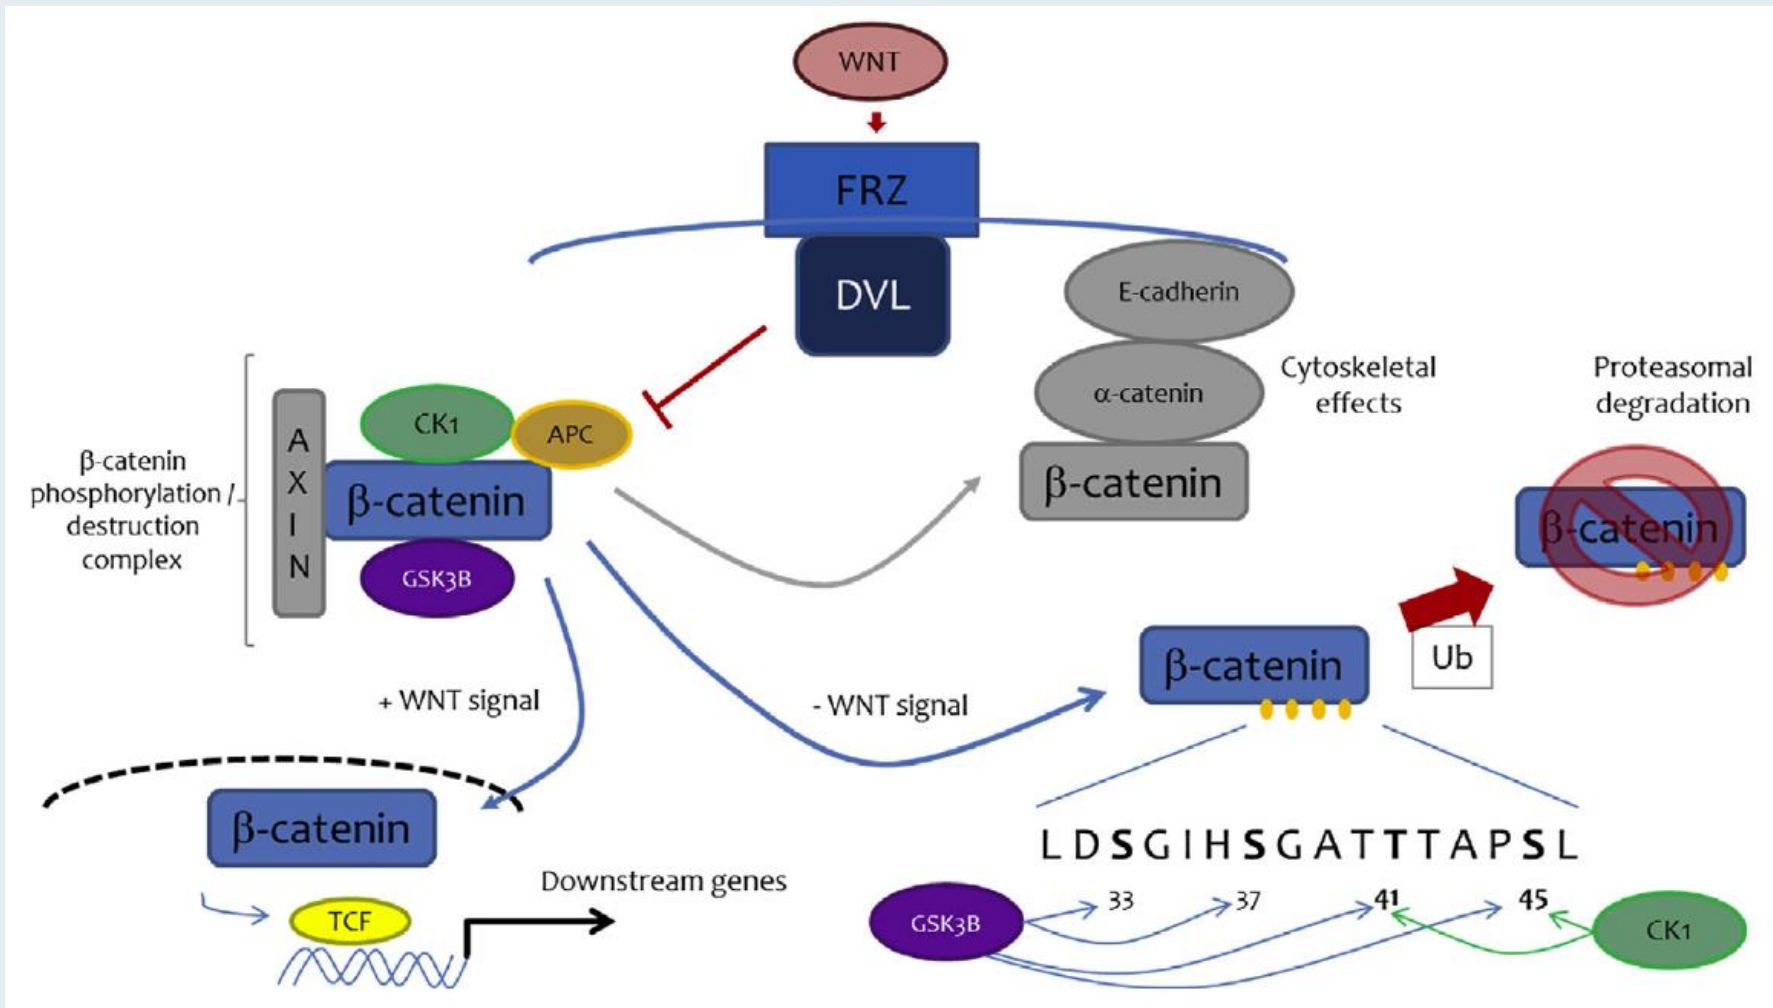 WNT
FRZ
DVL
E-cadherin
α-catenin
β-catenin
Cytoskeletal
effects
Proteasomal
degradation
β-catenin
β-catenin
phosphorylation /
destruction
complex
A
X
I
N
CK1
APC
β-catenin
GSK3B
+ WNT signal
- WNT signal
β-catenin
Ub
β-catenin
TCF
Downstream genes
LDSGIHSGATTTAPSL
33 37 41 45
GSK3B
CK1